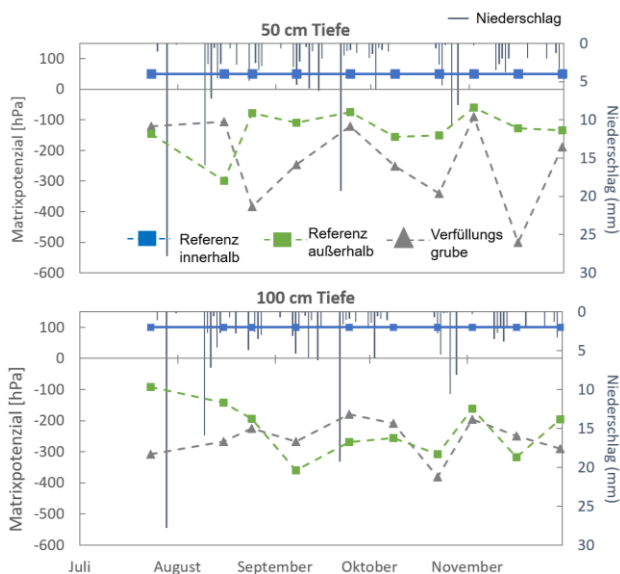 50 cm Tiefe
Niederschlag
100
0
-100
-200
-300
-400
-500
-600
Matrixpotenzial [hPa]
0
5
10
15
20
25
30
Niederschlag (mm)
Referenz
innerhalb
Referenz
außerhalb
Verfüllungs
grube
100 cm Tiefe
100
0
-100
-200
-300
-400
-500
-600
Matrixpotenzial [hPa]
0
5
10
15
20
25
30
Niederschlag (mm)
Juli
August
September
Oktober
November